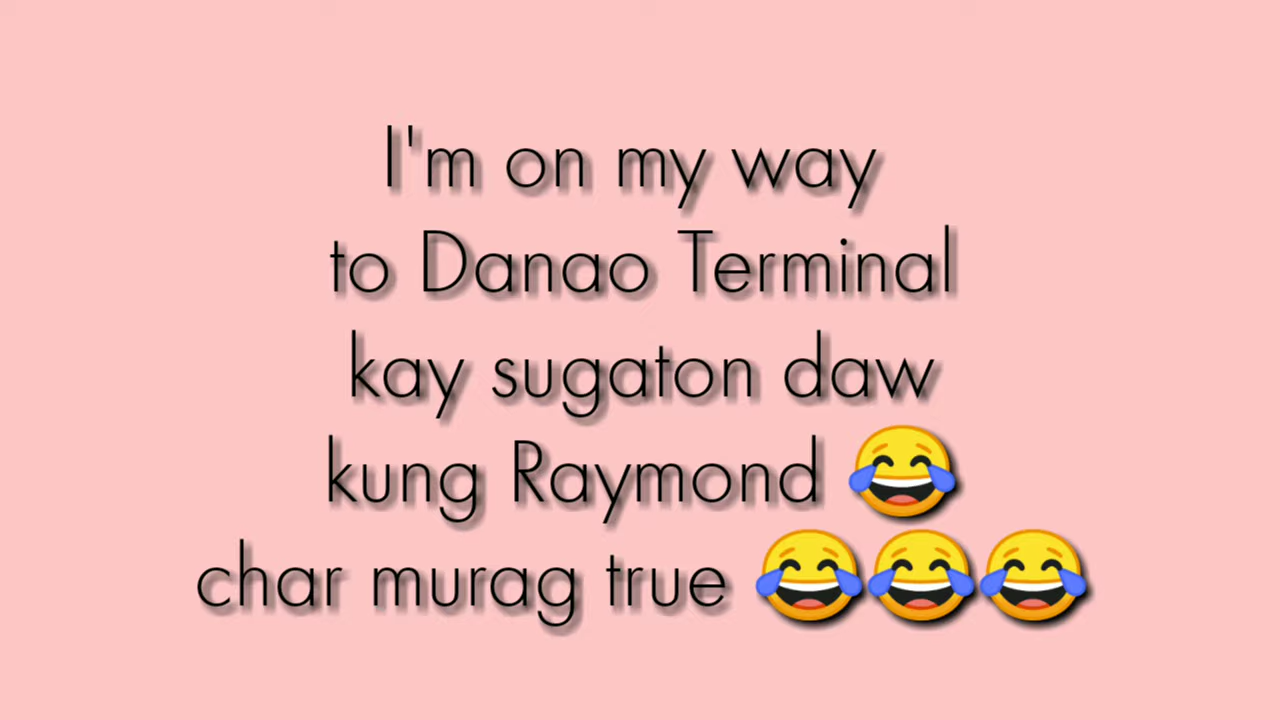 I'm on my way
to Danao Terminal
kay sugaton daw
kung Raymond 😂
char murag true 😂😂😂